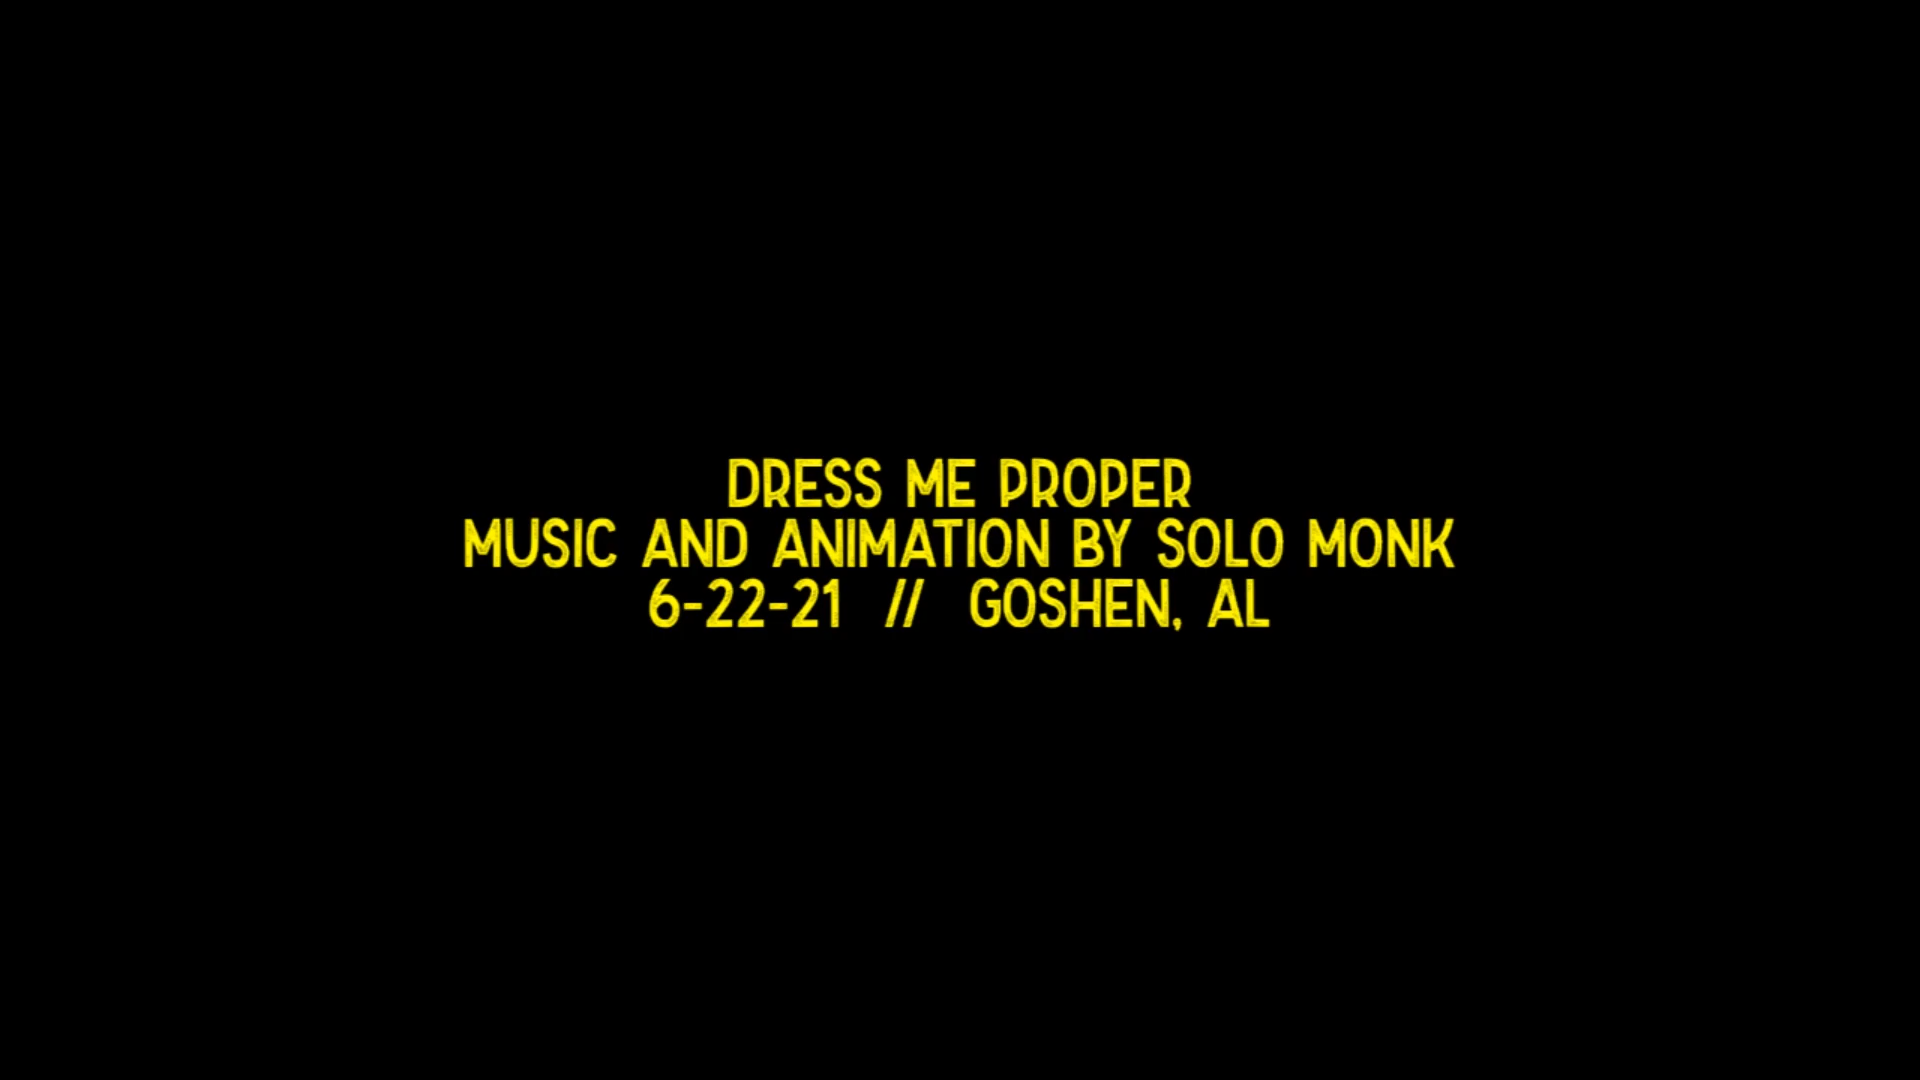 DRESS ME PROPER
MUSIC AND ANIMATION BY SOLO MONK
6-22-21 // GOSHEN, AL